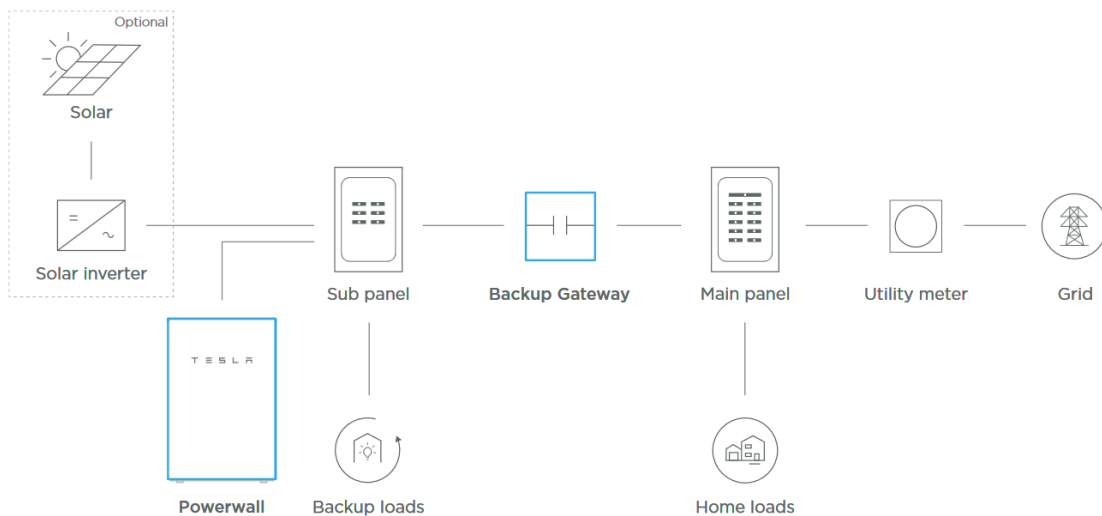 Optional
Solar
Solar inverter
Sub panel
Backup Gateway
Main panel
Utility meter
Grid
TESLA
Powerwall
Backup loads
Home loads